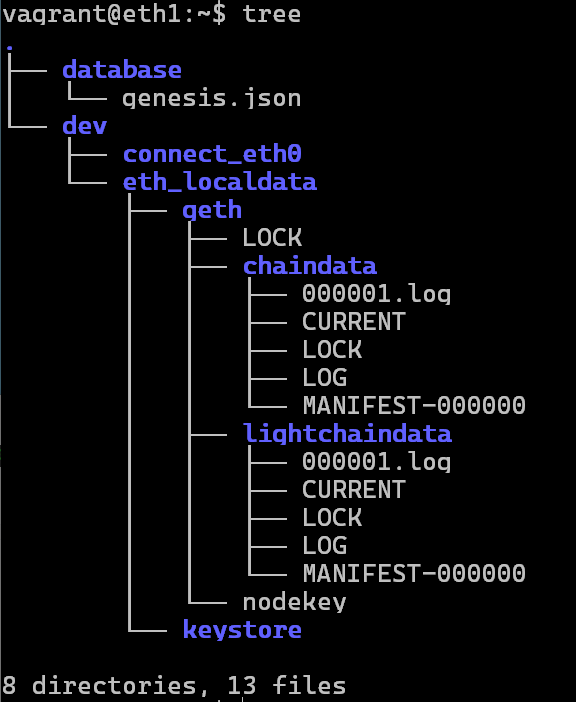 vagrant@eth1:~$ tree
.
├── database
│   └── genesis.json
└── dev
    ├── connect_eth0
    └── eth_localdata
        ├── geth
        │   ├── LOCK
        │   ├── chaindata
        │   │   ├── 000001.log
        │   │   ├── CURRENT
        │   │   ├── LOCK
        │   │   ├── LOG
        │   │   └── MANIFEST-000000
        │   ├── lightchaindata
        │   │   ├── 000001.log
        │   │   ├── CURRENT
        │   │   ├── LOCK
        │   │   ├── LOG
        │   │   └── MANIFEST-000000
        │   └── nodekey
        └── keystore
8 directories, 13 files